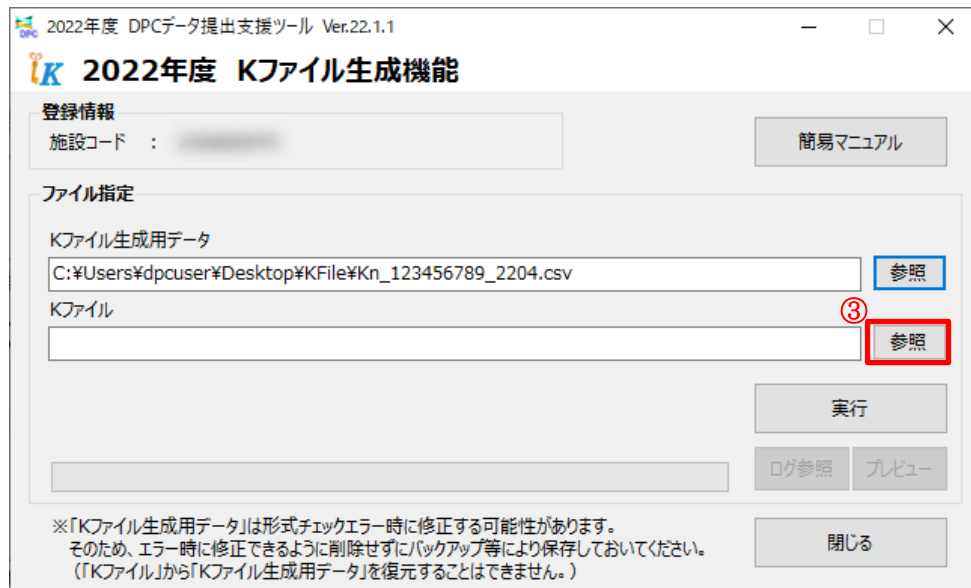 2022年度 DPCデータ提出支援ツール Ver.22.1.1
2022年度 Kファイル生成機能
登録情報
施設コード :
簡易マニュアル
ファイル指定
Kファイル生成用データ
C:¥Users¥dpcuser¥Desktop¥KFile¥Kn_123456789_2204.csv
参照
Kファイル
③
参照
実行
ログ参照
プレビュー
※「Kファイル生成用データ」は形式チェックエラー時に修正する可能性があります。
そのため、エラー時に修正できるように削除せずにバックアップ等により保存しておいてください。
(「Kファイル」から「Kファイル生成用データ」を復元することはできません。)
閉じる